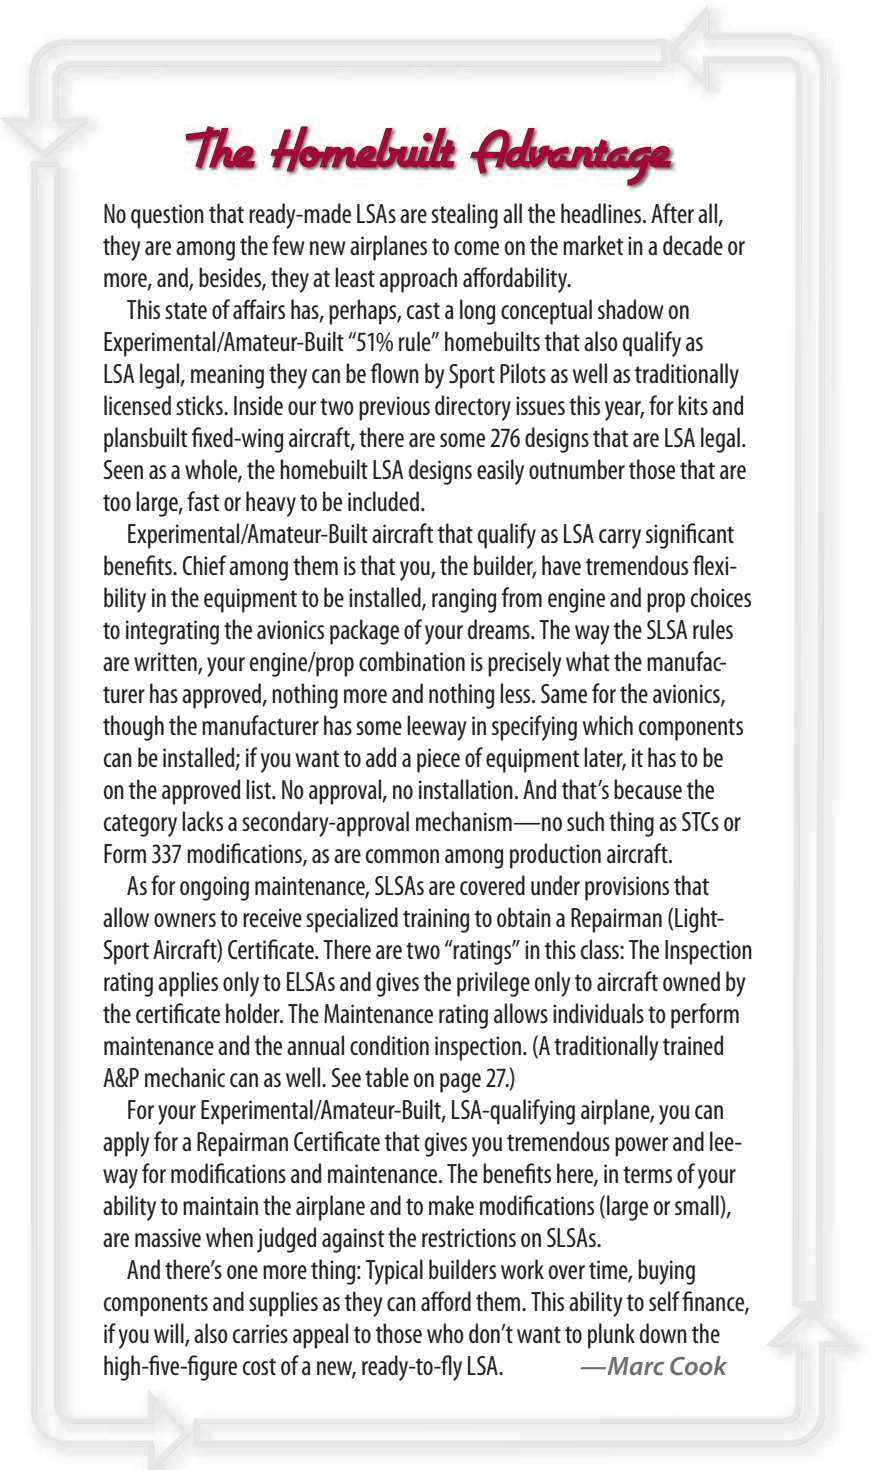 The Homebuilt Advantage
No question that ready-made LSAs are stealing all the headlines. After all,
they are among the few new airplanes to come on the market in a decade or
more, and, besides, they at least approach affordability.
This state of affairs has, perhaps, cast a long conceptual shadow on
Experimental/Amateur-Built “51% rule” homebuilts that also qualify as
LSA legal, meaning they can be flown by Sport Pilots as well as traditionally
licensed sticks. Inside our two previous directory issues this year, for kits and
plansbuilt fixed-wing aircraft, there are some 276 designs that are LSA legal.
Seen as a whole, the homebuilt LSA designs easily outnumber those that are
too large, fast or heavy to be included.
Experimental/Amateur-Built aircraft that qualify as LSA carry significant
benefits. Chief among them is that you, the builder, have tremendous flexi-
bility in the equipment to be installed, ranging from engine and prop choices
to integrating the avionics package of your dreams. The way the SLSA rules
are written, your engine/prop combination is precisely what the manufac-
turer has approved, nothing more and nothing less. Same for the avionics,
though the manufacturer has some leeway in specifying which components
can be installed; if you want to add a piece of equipment later, it has to be
on the approved list. No approval, no installation. And that’s because the
category lacks a secondary-approval mechanism—no such thing as STCs or
Form 337 modifications, as are common among production aircraft.
As for ongoing maintenance, SLSAs are covered under provisions that
allow owners to receive specialized training to obtain a Repairman (Light-
Sport Aircraft) Certificate. There are two “ratings” in this class: The Inspection
rating applies only to ELSAs and gives the privilege only to aircraft owned by
the certificate holder. The Maintenance rating allows individuals to perform
maintenance and the annual condition inspection. (A traditionally trained
A&P mechanic can as well. See table on page 27.)
For your Experimental/Amateur-Built, LSA-qualifying airplane, you can
apply for a Repairman Certificate that gives you tremendous power and lee-
way for modifications and maintenance. The benefits here, in terms of your
ability to maintain the airplane and to make modifications (large or small),
are massive when judged against the restrictions on SLSAs.
And there’s one more thing: Typical builders work over time, buying
components and supplies as they can afford them. This ability to self finance,
if you will, also carries appeal to those who don’t want to plunk down the
high-five-figure cost of a new, ready-to-fly LSA. —Marc Cook